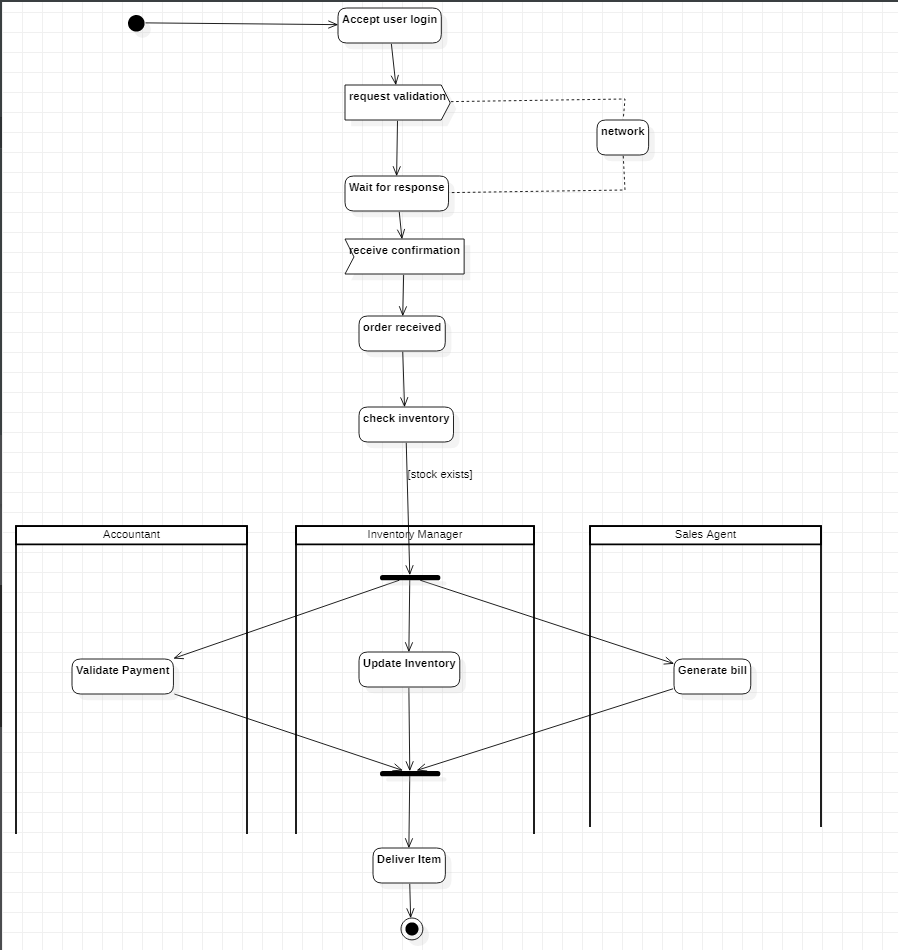 Accept user login
request validation
network
Wait for response
receive confirmation
order received
check inventory
[stock exists]
Accountant
Inventory Manager
Sales Agent
Validate Payment
Update Inventory
Generate bill
Deliver Item